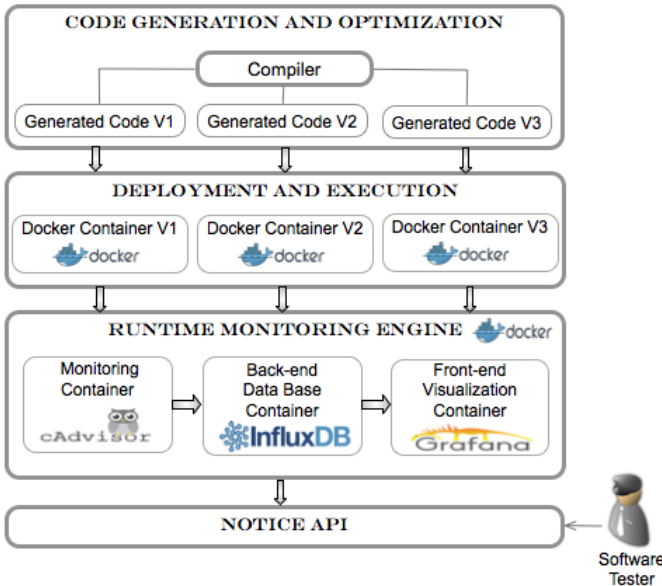 CODE GENERATION AND OPTIMIZATION
Compiler
Generated Code V1
Generated Code V2
Generated Code V3
DEPLOYMENT AND EXECUTION
Docker Container V1
docker
Docker Container V2
docker
Docker Container V3
docker
RUNTIME MONITORING ENGINE
docker
Monitoring
Container
cAdvisor
Back-end
Data Base
Container
InfluxDB
Front-end
Visualization
Container
Grafana
NOTICE API
Software
Tester